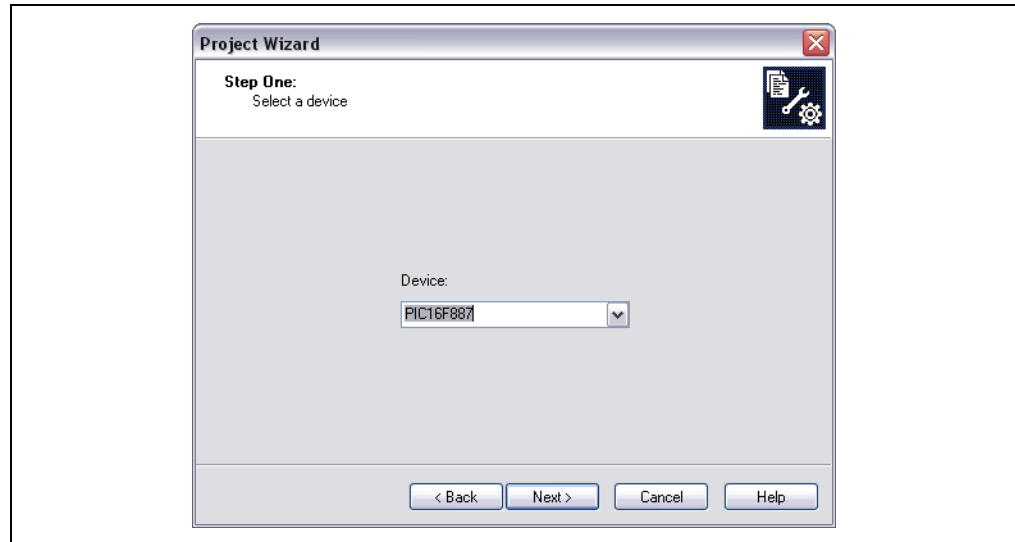 Project Wizard
Step One:
Select a device
Device:
PIC16F887
< Back Next > Cancel Help